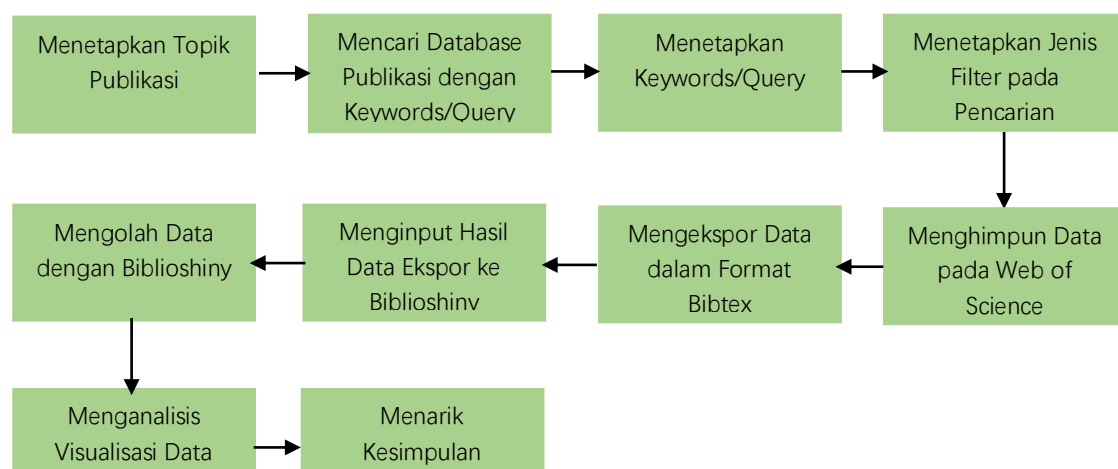 Menetapkan Topik
Publikasi
Mencari Database
Publikasi dengan
Keywords/Query
Menetapkan
Keywords/Query
Menetapkan Jenis
Filter pada
Pencarian
Menghimpun Data
pada Web of
Science
Mengekspor Data
dalam Format
Bibtex
Menginput Hasil
Data Ekspor ke
Biblioshiny
Mengolah Data
dengan Biblioshiny
Menganalisis
Visualisasi Data
Menarik
Kesimpulan